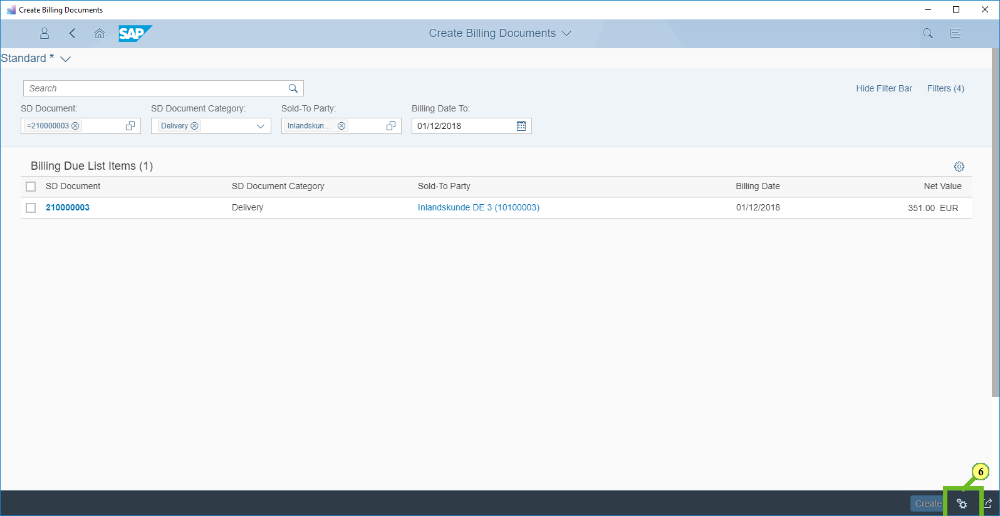 Create Billing Documents
SAP
Create Billing Documents
Standard *
Search
Hide Filter Bar
Filters (4)
SD Document:
SD Document Category:
Sold-To Party:
Billing Date To:
=210000003
Delivery
Inlandskun...
01/12/2018
Billing Due List Items (1)
SD Document
SD Document Category
Sold-To Party
Billing Date
Net Value
210000003
Delivery
Inlandskunde DE 3 (10100003)
01/12/2018
351.00 EUR
6
Create